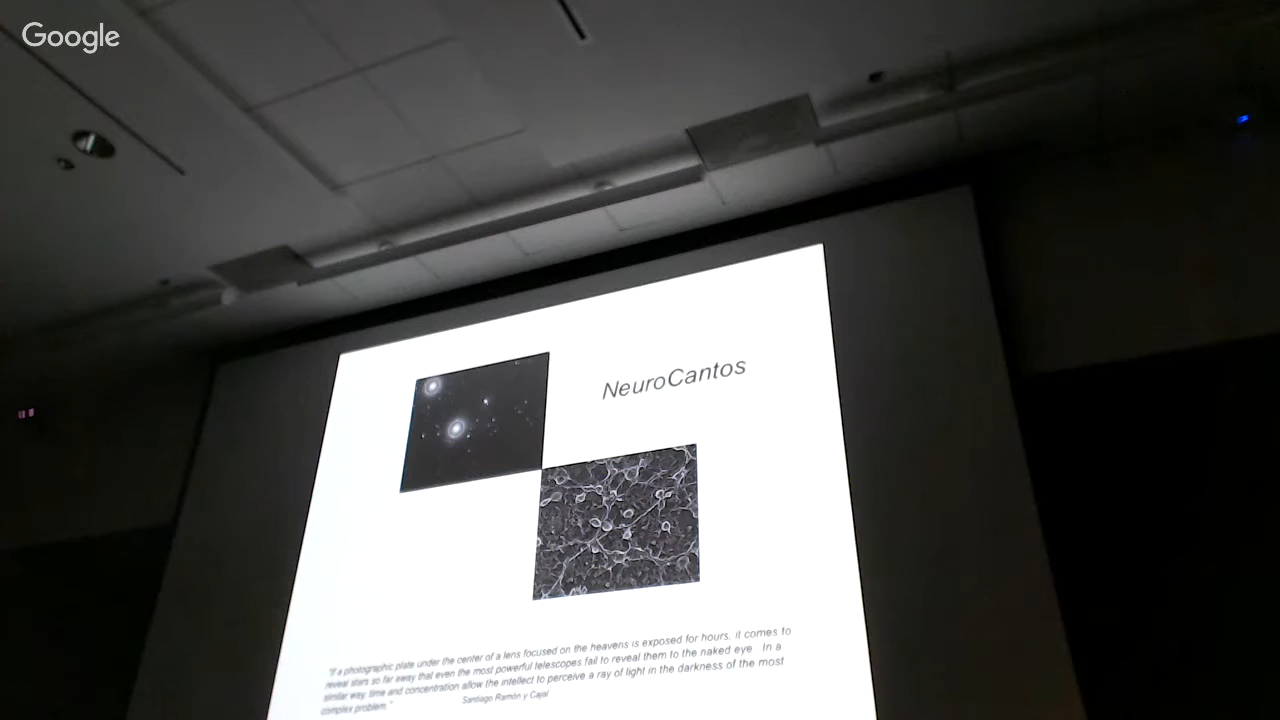 Google
NeuroCantos
"If a photographic plate under the center of a lens focused on the heavens is exposed for hours, it comes to
reveal stars so far away that even the most powerful telescopes fail to reveal them to the naked eye In a
similar way, time and concentration allow the intellect to perceive a ray of light in the darkness of the most
complex problem."
Santiago Ramón y Cajal